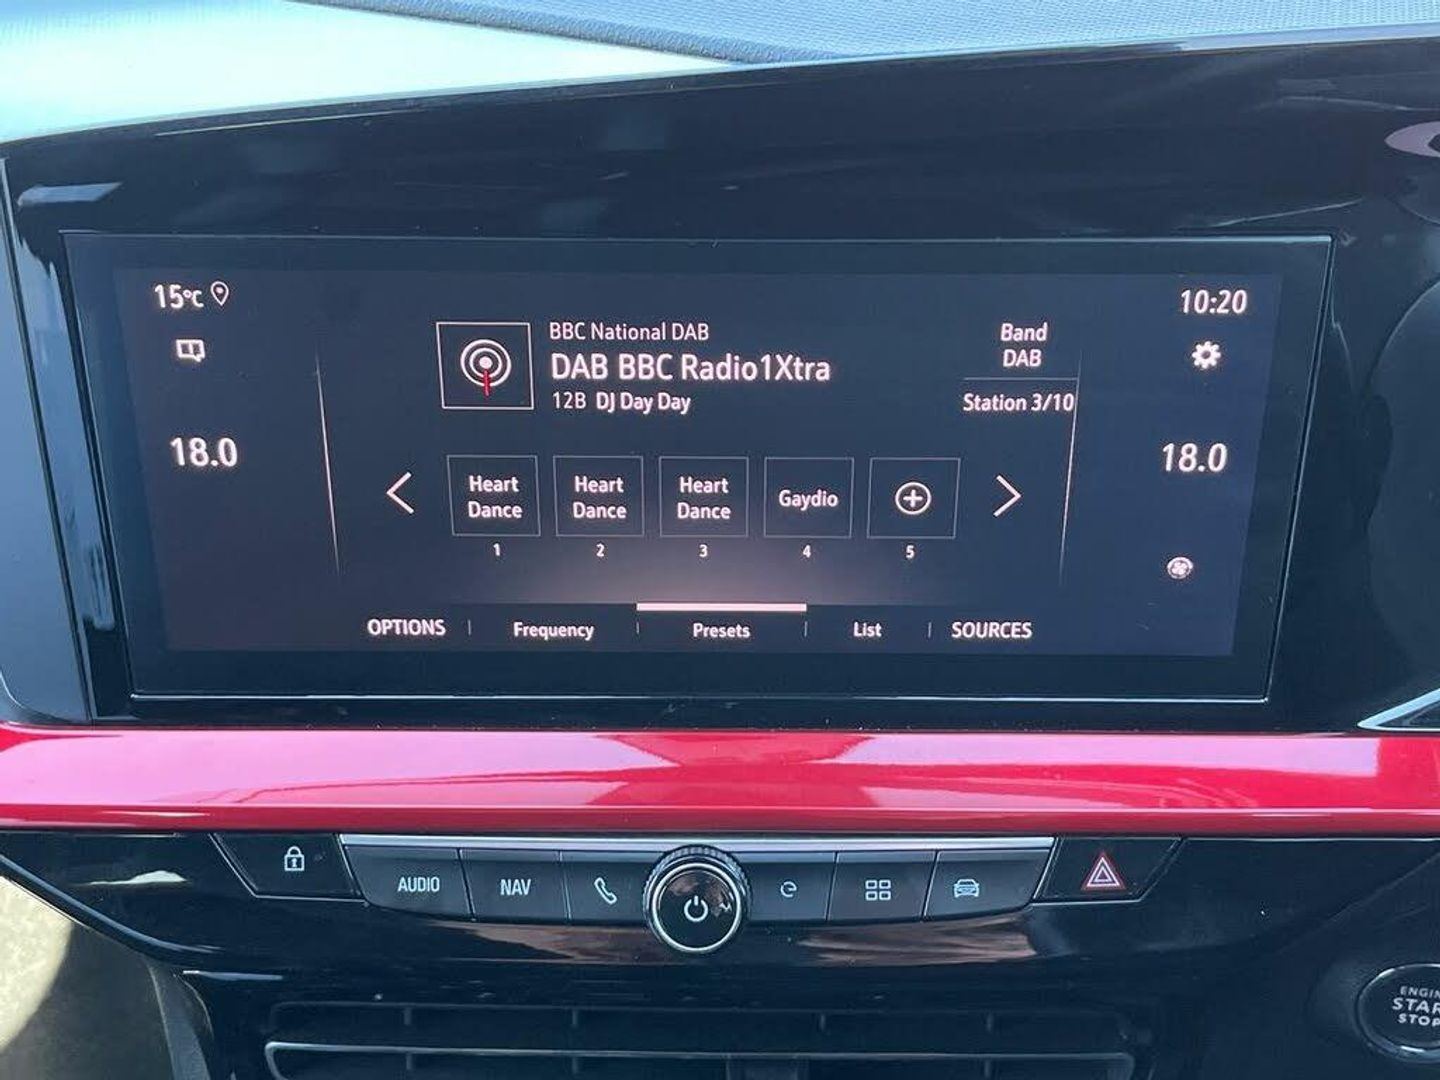 15°C
10:20
BBC National DAB
DAB BBC Radio1Xtra
12B DJ Day Day
Band
DAB
Station 3/10
18.0
18.0
Heart
Dance
1
Heart
Dance
2
Heart
Dance
3
Gaydio
4
5
OPTIONS
Frequency
Presets
List
SOURCES
AUDIO
NAV
STOP